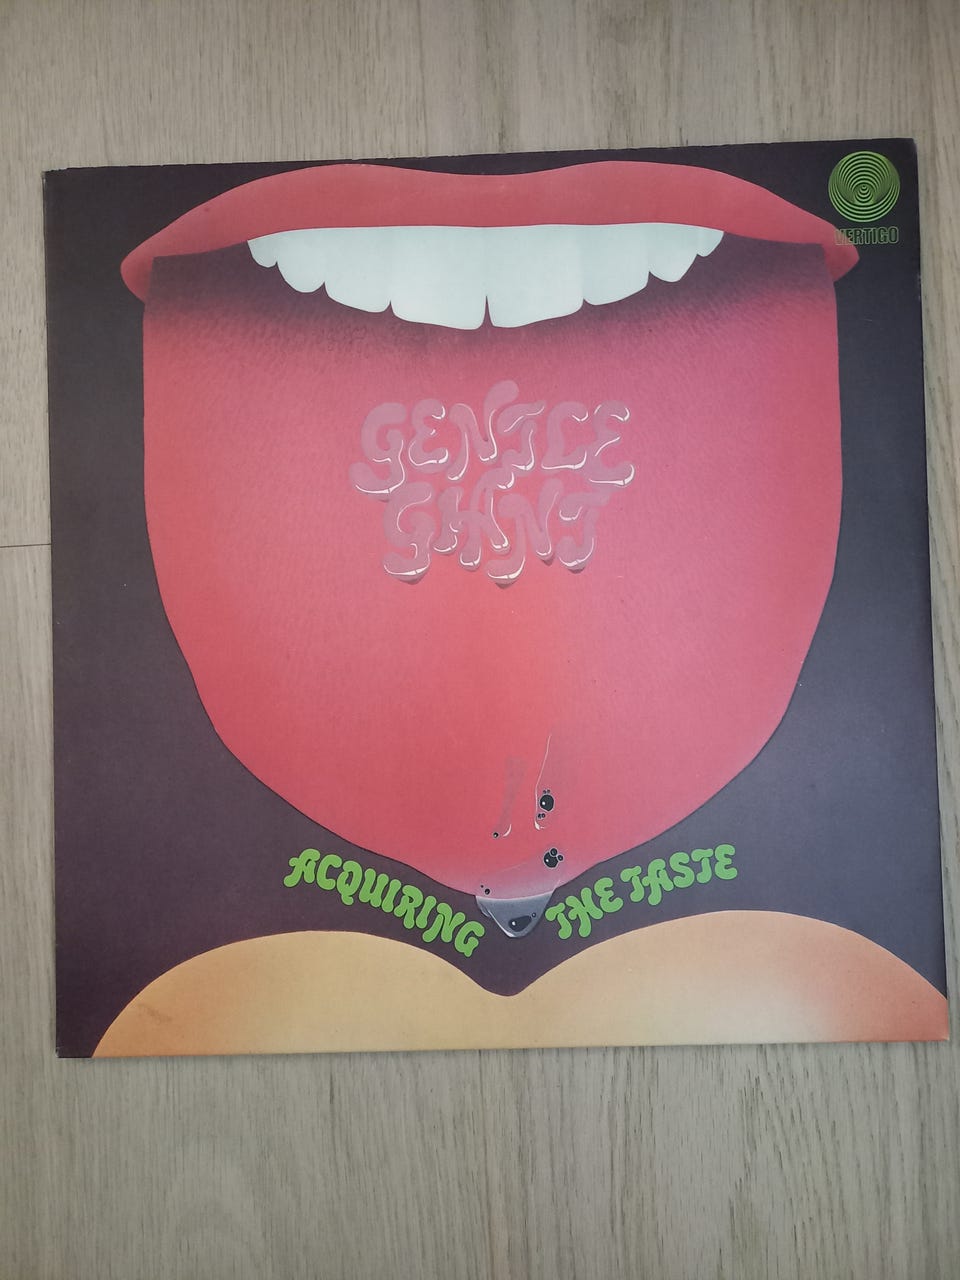 VERTIGO
GENTLE
GIANT
ACQUIRING THE TASTE